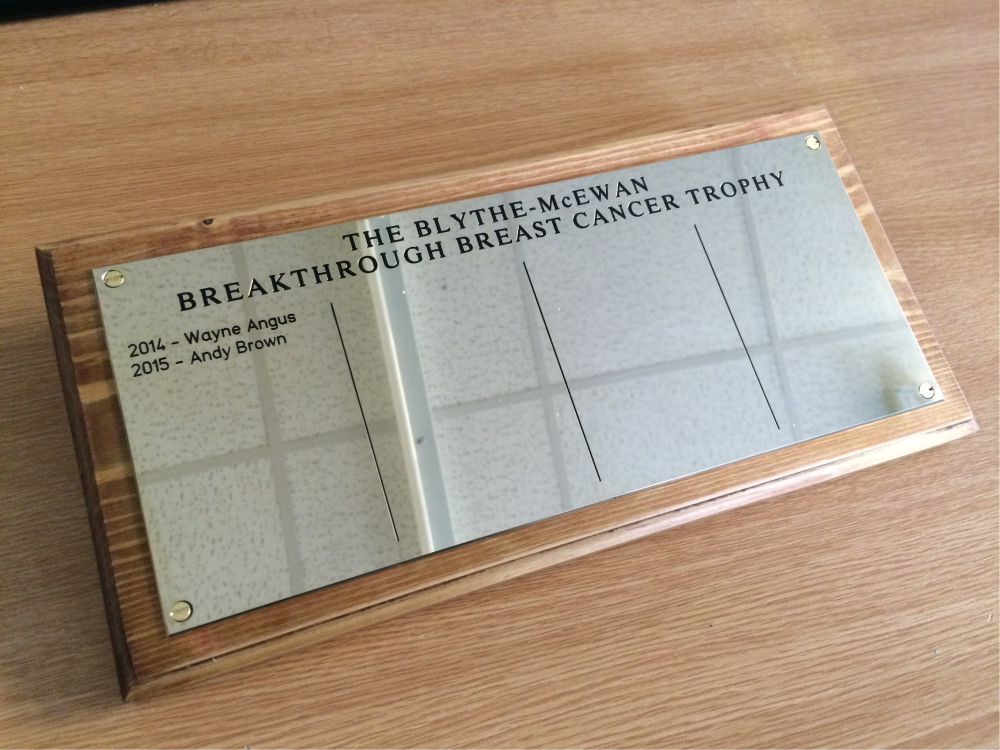 THE BLYTHE-McEWAN
BREAKTHROUGH BREAST CANCER TROPHY
2014 - Wayne Angus
2015 - Andy Brown